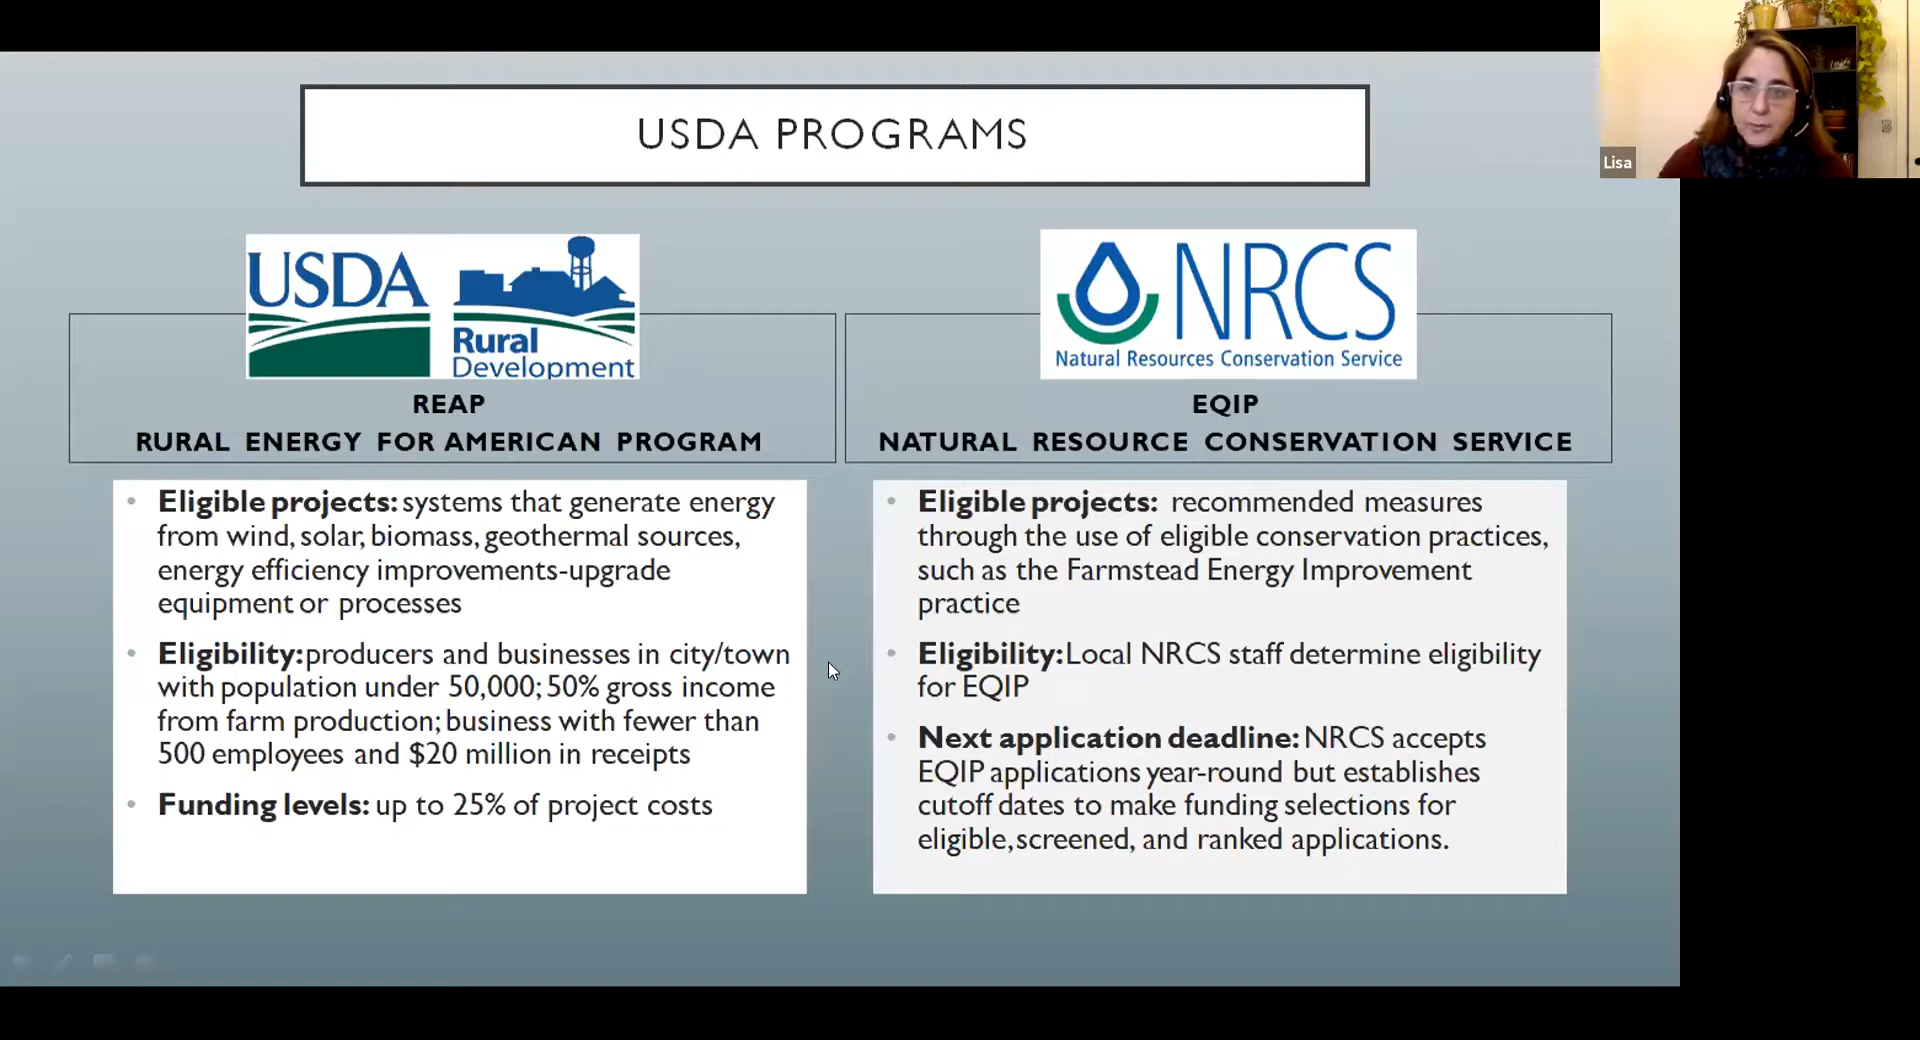 USDA PROGRAMS
Lisa
USDA
Rural
Development
REAP
RURAL ENERGY FOR AMERICAN PROGRAM
• Eligible projects: systems that generate energy
from wind, solar, biomass, geothermal sources,
energy efficiency improvements-upgrade
equipment or processes
• Eligibility: producers and businesses in city/town
with population under 50,000; 50% gross income
from farm production; business with fewer than
500 employees and $20 million in receipts
• Funding levels: up to 25% of project costs
NRCS
Natural Resources Conservation Service
EQIP
NATURAL RESOURCE CONSERVATION SERVICE
• Eligible projects: recommended measures
through the use of eligible conservation practices,
such as the Farmstead Energy Improvement
practice
• Eligibility: Local NRCS staff determine eligibility
for EQIP
• Next application deadline: NRCS accepts
EQIP applications year-round but establishes
cutoff dates to make funding selections for
eligible, screened, and ranked applications.